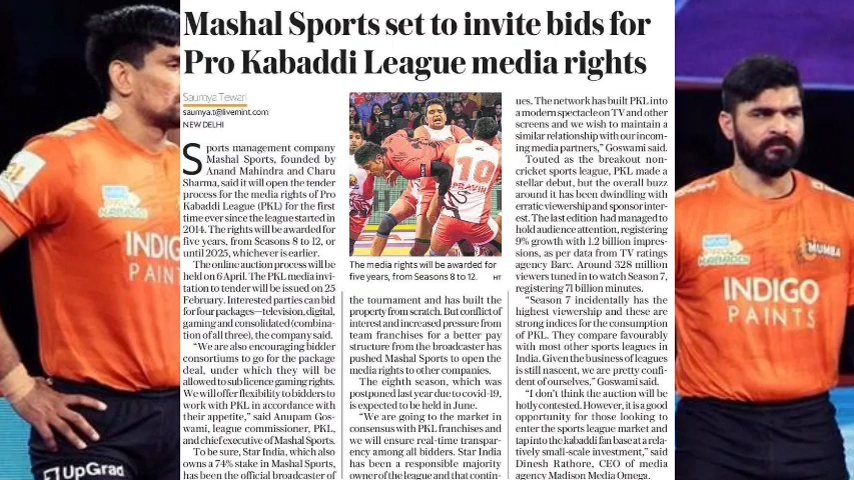 Mashal Sports set to invite bids for
Pro Kabaddi League media rights
Saumya Tewari
saumya.t@livemint.com
NEW DELHI
Sports management company
Mashal Sports, founded by
Anand Mahindra and Charu
Sharma, said it will open the tender
process for the media rights of Pro
Kabaddi League (PKL) for the first
time ever since the league started in
2014. The rights will be awarded for
five years, from Seasons 8 to 12, or
until 2025, whichever is earlier.
The online auction process will be
held on 6 April. The PKL media invi-
tation to tender will be issued on 25
February. Interested parties can bid
for four packages—television, digital,
gaming and consolidated (combina-
tion of all three), the company said.
"We are also encouraging bidder
consortiums to go for the package
deal, under which they will be
allowed to sub licence gaming rights.
We will offer flexibility to bidders to
work with PKL in accordance with
their appetite," said Anupam Gos-
wami, league commissioner, PKL,
and chief executive of Mashal Sports.
To be sure, Star India, which also
owns a 74% stake in Mashal Sports,
has been the official broadcaster of
10
PRAVIN
The media rights will be awarded for
five years, from Seasons 8 to 12. HT
the tournament and has built the
property from scratch. But conflict of
interest and increased pressure from
team franchises for a better pay
structure from the broadcaster has
pushed Mashal Sports to open the
media rights to other companies.
The eighth season, which was
postponed last year due to covid-19,
is expected to be held in June.
"We are going to the market in
consensus with PKL franchises and
we will ensure real-time transpar-
ency among all bidders. Star India
has been a responsible majority
owner of the league and that contin-
ues. The network has built PKL into
a modern spectacle on TV and other
screens and we wish to maintain a
similar relationship with our incom-
ing media partners," Goswami said.
Touted as the breakout non-
cricket sports league, PKL made a
stellar debut, but the overall buzz
around it has been dwindling with
erratic viewership and sponsor inter-
est. The last edition had managed to
hold audience attention, registering
9% growth with 1.2 billion impres-
sions, as per data from TV ratings
agency Barc. Around 328 million
viewers tuned in to watch Season 7,
registering 71 billion minutes.
"Season 7 incidentally has the
highest viewership and these are
strong indices for the consumption
of PKL. They compare favourably
with most other sports leagues in
India. Given the business of leagues
is still nascent, we are pretty confi-
dent of ourselves," Goswami said.
"I don't think the auction will be
hotly contested. However, it is a good
opportunity for those looking to
enter the sports league market and
tap into the kabaddi fan base at a rela-
tively small-scale investment," said
Dinesh Rathore, CEO of media
agency Madison Media Omega.
KABADDI
INDIG
PAINT
UpGrad
KABADDI
MUMBA
INDIGO
PAINTS